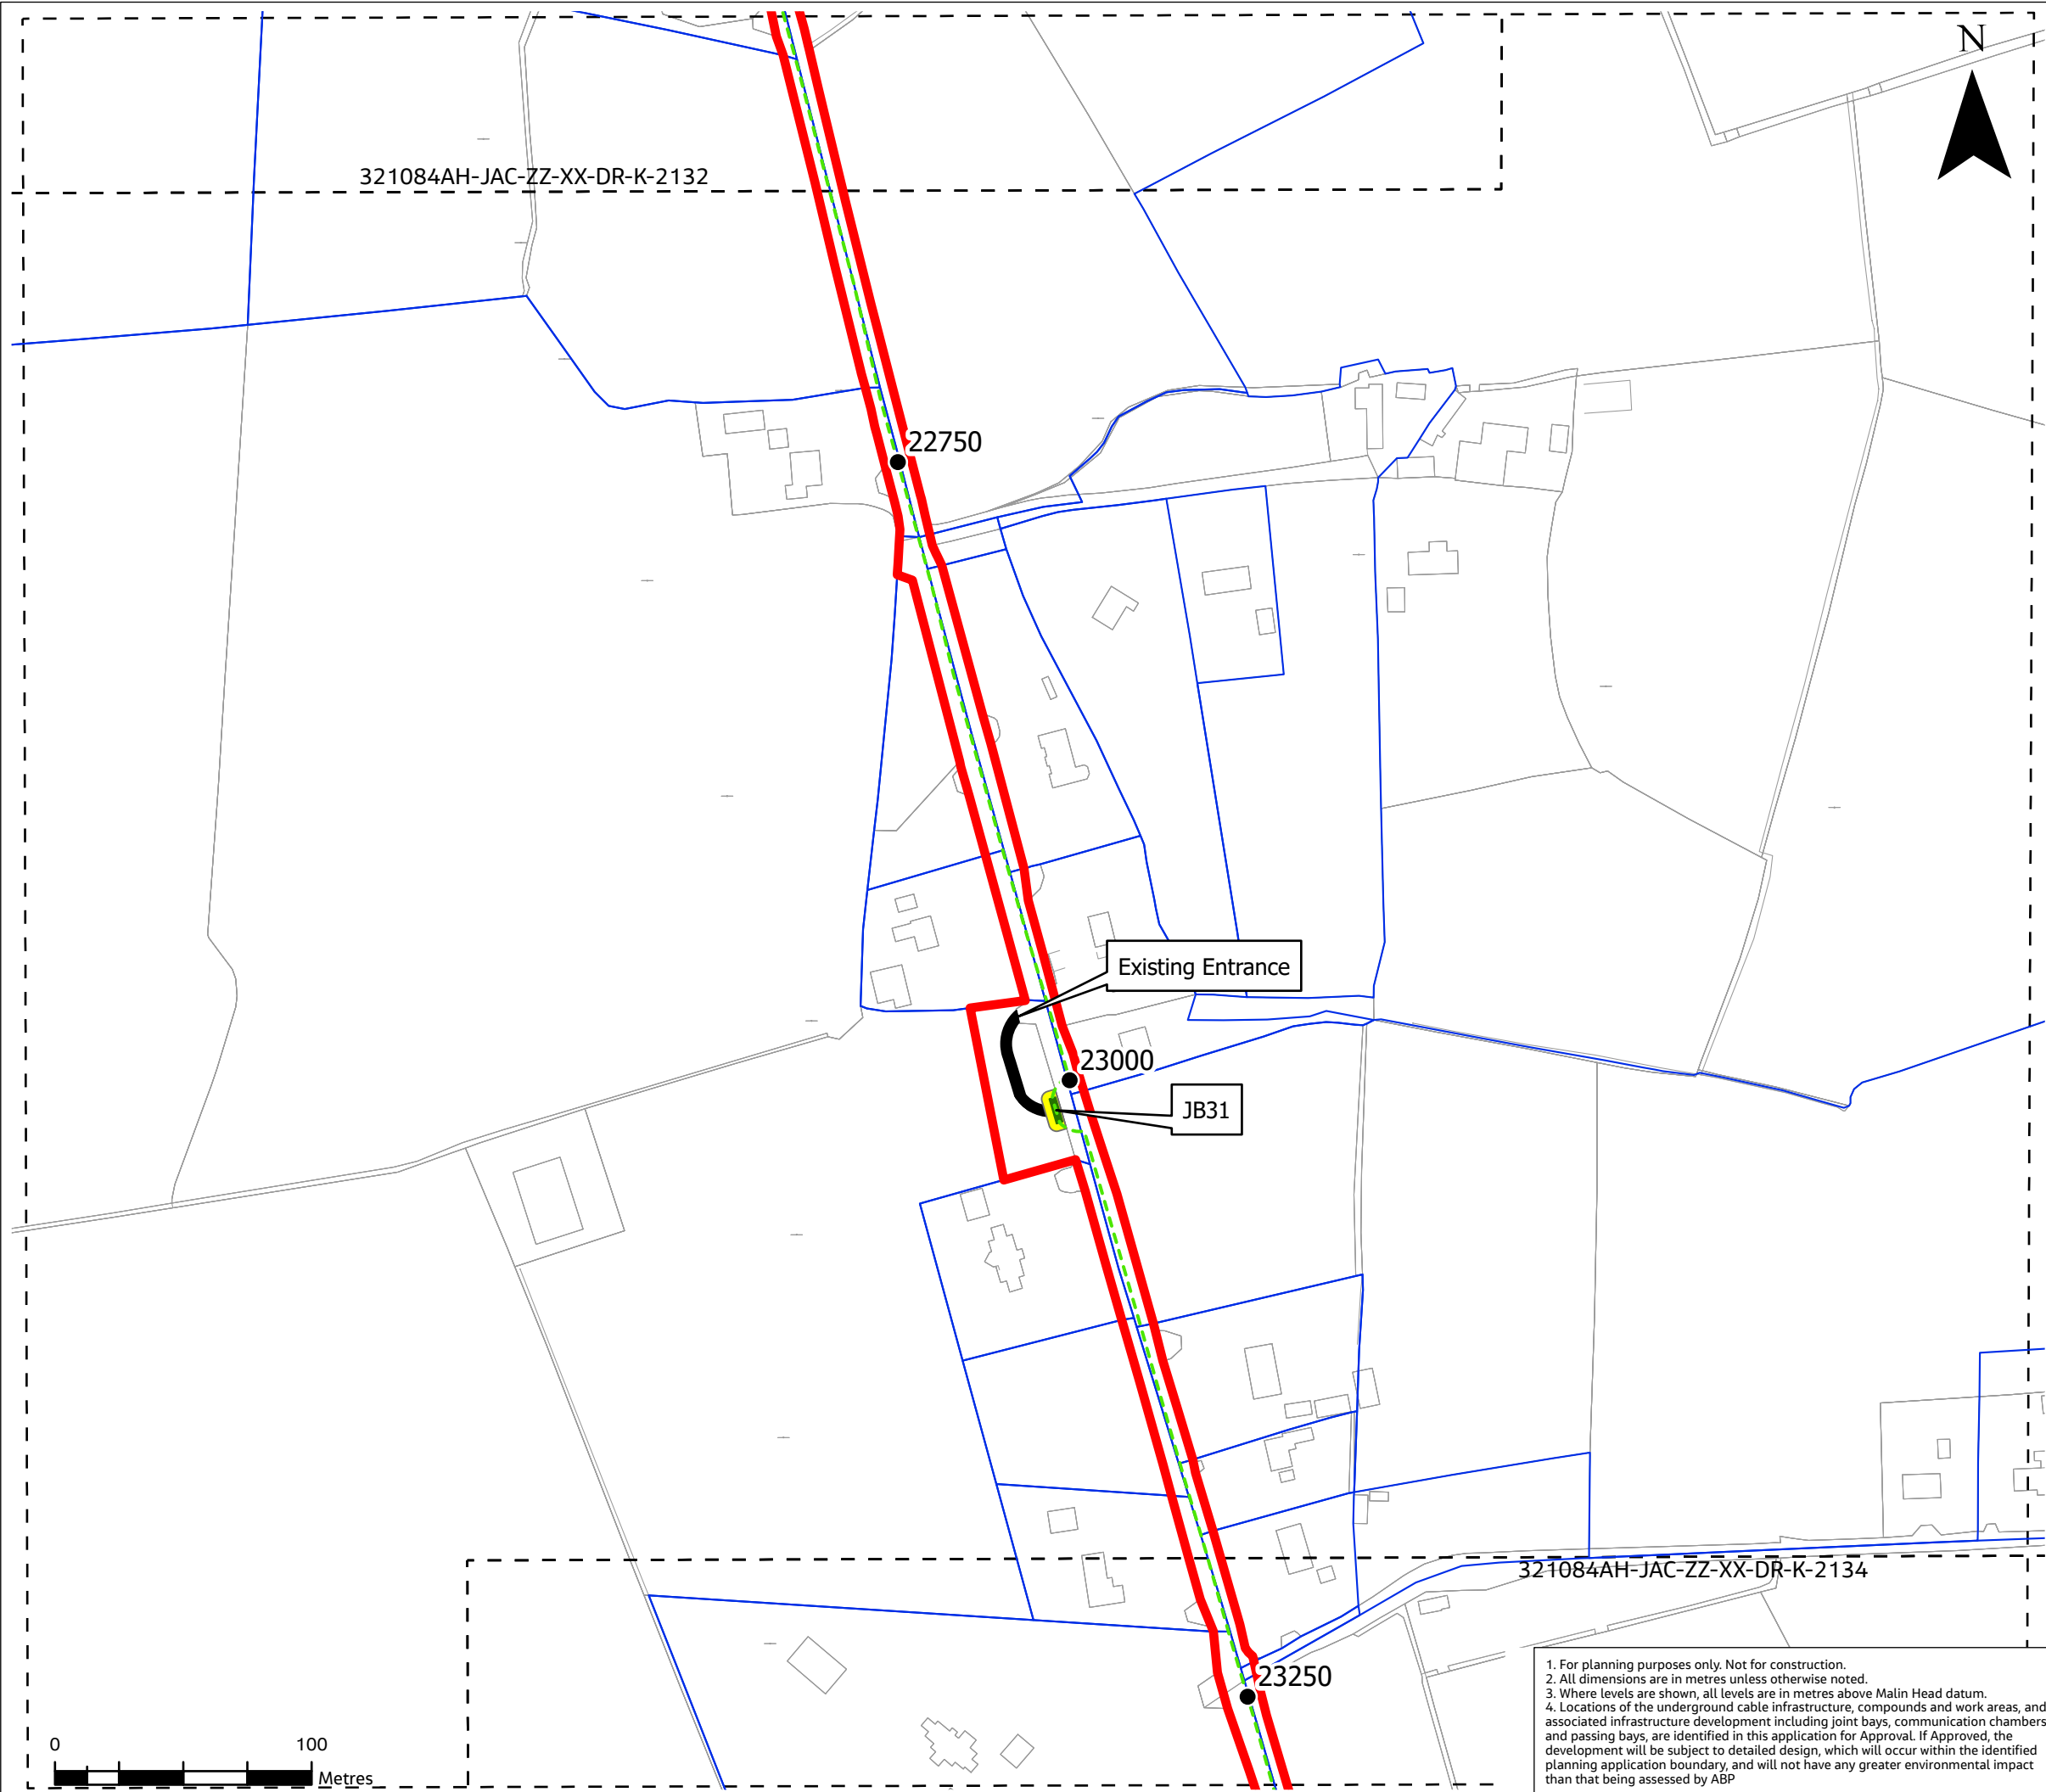 N
321084AH-JAC-ZZ-XX-DR-K-2132
22750
Existing Entrance
23000
JB31
321084AH-JAC-ZZ-XX-DR-K-2134
23250
1. For planning purposes only. Not for construction.
2. All dimensions are in metres unless otherwise noted.
3. Where levels are shown, all levels are in metres above Malin Head datum.
4. Locations of the underground cable infrastructure, compounds and work areas, and
associated infrastructure development including joint bays, communication chambers
and passing bays, are identified in this application for Approval. If Approved, the
development will be subject to detailed design, which will occur within the identified
planning application boundary, and will not have any greater environmental impact
than that being assessed by ABP
0 100
Metres